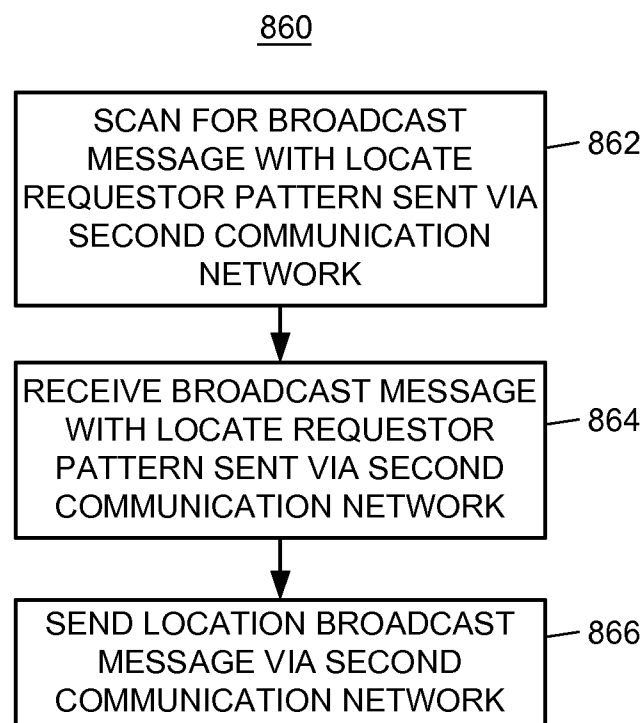 860
SCAN FOR BROADCAST
MESSAGE WITH LOCATE
REQUESTOR PATTERN SENT VIA
SECOND COMMUNICATION
NETWORK
862
RECEIVE BROADCAST MESSAGE
WITH LOCATE REQUESTOR
PATTERN SENT VIA SECOND
COMMUNICATION NETWORK
864
SEND LOCATION BROADCAST
MESSAGE VIA SECOND
COMMUNICATION NETWORK
866